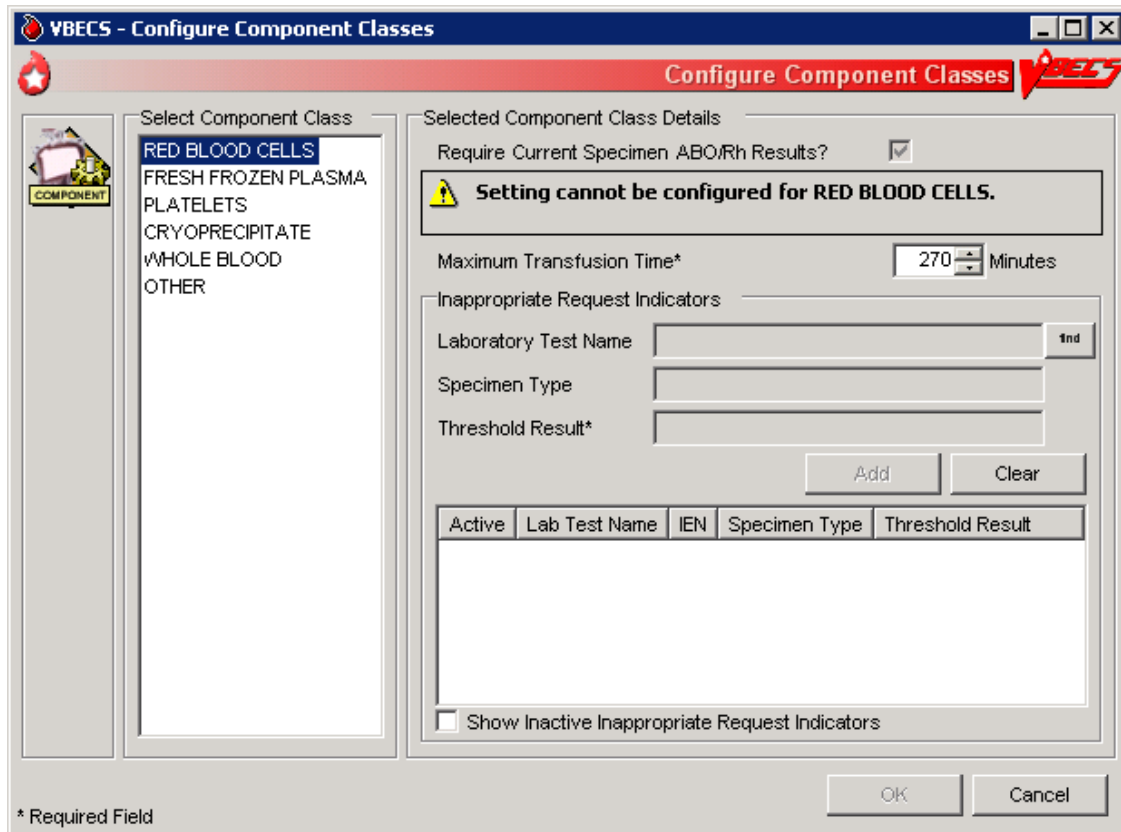 VBECS - Configure Component Classes
Configure Component Classes VBECS
COMPONENT
Select Component Class
RED BLOOD CELLS
FRESH FROZEN PLASMA
PLATELETS
CRYOPRECIPITATE
WHOLE BLOOD
OTHER
Selected Component Class Details
Require Current Specimen ABO/Rh Results?
Setting cannot be configured for RED BLOOD CELLS.
Maximum Transfusion Time* 270 Minutes
Inappropriate Request Indicators
Laboratory Test Name
Specimen Type
Threshold Result*
Add Clear
Active Lab Test Name IEN Specimen Type Threshold Result
Show Inactive Inappropriate Request Indicators
OK Cancel
* Required Field